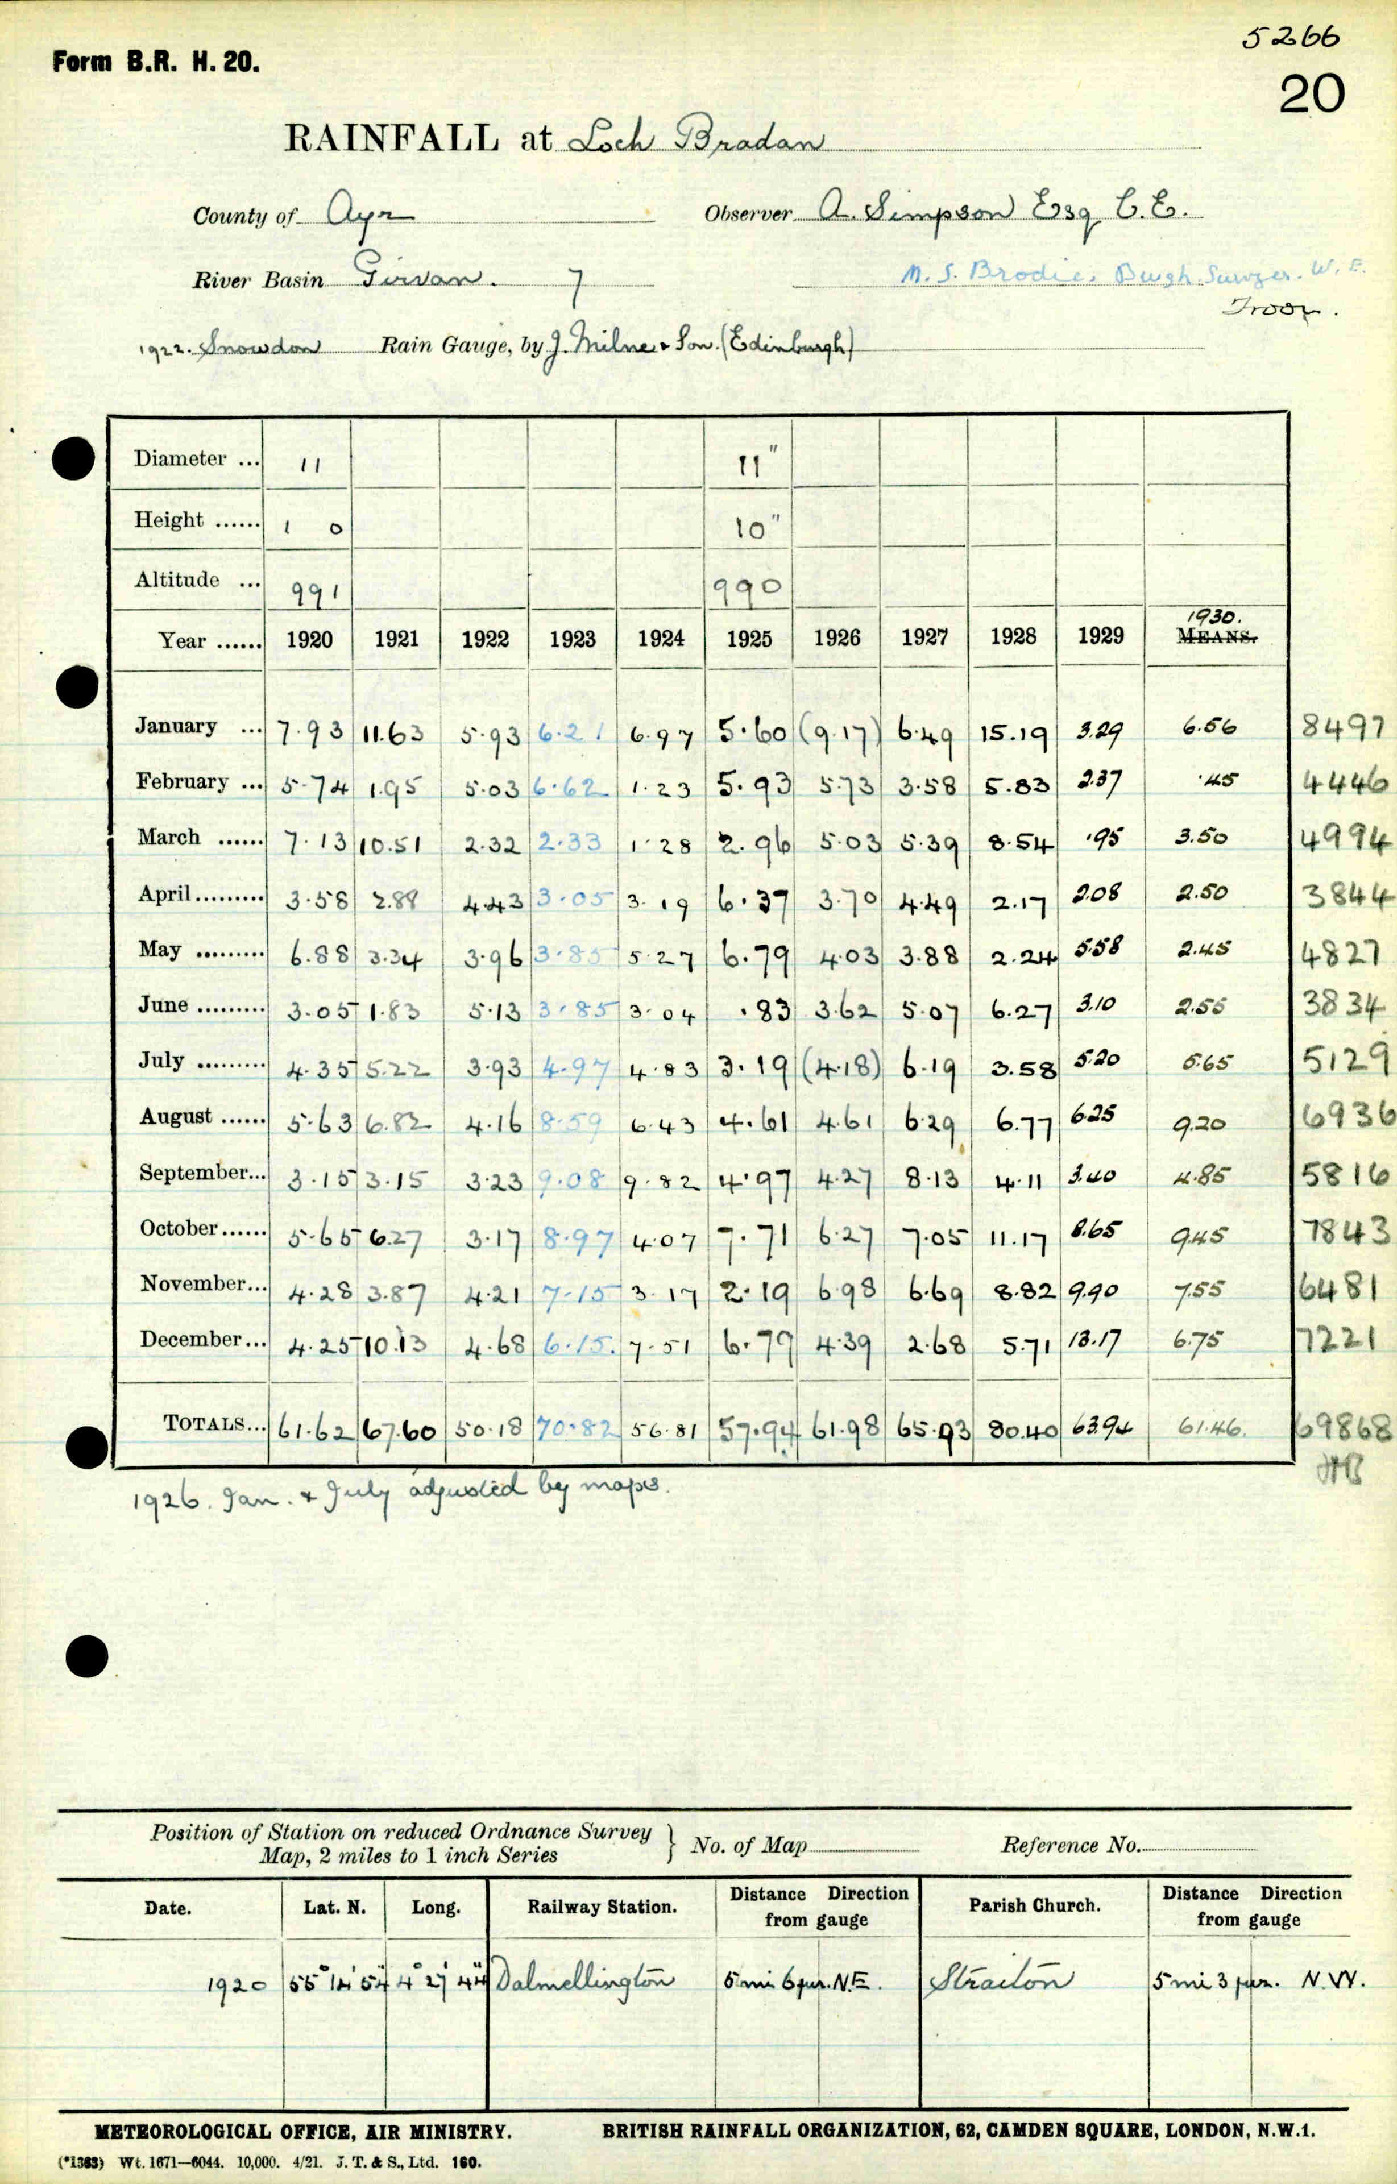 5266
20
Form B.R. H. 20.
RAINFALL at Loch Bradan
County of Ayr Observer A. Simpson Esq C.E.
River Basin Girvan. 7 M. S. Brodie, Burgh Surveyor. W. E.
Troon.
1922. Snowdon Rain Gauge, by J. Milne & Son. (Edinburgh)
Diameter ... 11 11"
Height ...... 1 0 10"
Altitude ... 991 990
1930.
Year ...... 1920 1921 1922 1923 1924 1925 1926 1927 1928 1929 MEANS.
January ... 7.93 11.63 5.93 6.21 6.97 5.60 (9.17) 6.49 15.19 3.29 6.56 8497
February ... 5.74 1.95 5.03 6.62 1.23 5.93 5.73 3.58 5.83 2.37 .45 4446
March ...... 7.13 10.51 2.32 2.33 1.28 2.96 5.03 5.39 8.54 .95 3.50 4994
April ......... 3.58 2.88 4.43 3.05 3.19 6.37 3.70 4.49 2.17 2.08 2.50 3844
May ......... 6.88 3.34 3.96 3.85 5.27 6.79 4.03 3.88 2.24 5.58 2.45 4827
June ......... 3.05 1.83 5.13 3.85 3.04 .83 3.62 5.07 6.27 3.10 2.55 3834
July ......... 4.35 5.22 3.93 4.97 4.83 3.19 (4.18) 6.19 3.58 5.20 5.65 5129
August ...... 5.63 6.82 4.16 8.59 6.43 4.61 4.61 6.29 6.77 6.25 9.20 6936
September... 3.15 3.15 3.23 9.08 9.82 4.97 4.27 8.13 4.11 3.40 4.85 5816
October...... 5.65 6.27 3.17 8.97 4.07 7.71 6.27 7.05 11.17 8.65 9.45 7843
November... 4.28 3.87 4.21 7.15 3.17 2.19 6.98 6.69 8.82 9.90 7.55 6481
December... 4.25 10.13 4.68 6.15 7.51 6.79 4.39 2.68 5.71 13.17 6.75 7221
TOTALS... 61.62 67.60 50.18 70.82 56.81 57.94 61.98 65.93 80.40 63.94 61.46. 69868
1926. Jan. & July adjusted by maps.
Position of Station on reduced Ordnance Survey Map, 2 miles to 1 inch Series } No. of Map Reference No.
Date. Lat. N. Long. Railway Station. Distance Direction from gauge Parish Church. Distance Direction from gauge
1920 55° 14' 54" 4° 27' 44" Dalmellington 5 mi 6 fur. N.E. Straiton 5 mi 3 fur. N.W.
METEOROLOGICAL OFFICE, AIR MINISTRY. BRITISH RAINFALL ORGANIZATION, 62, CAMDEN SQUARE, LONDON, N.W.1.
(*1383) Wt. 1671—6044. 10,000. 4/21. J. T. & S., Ltd. 160.